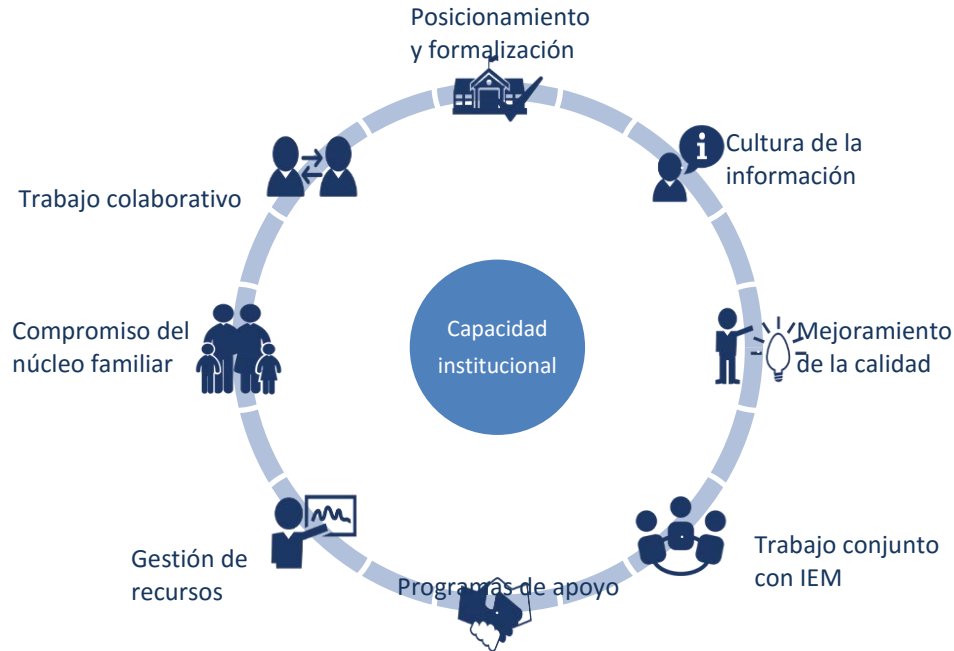 Posicionamiento
y formalización
Cultura de la
información
Trabajo colaborativo
Compromiso del
núcleo familiar
Capacidad
institucional
Mejoramiento
de la calidad
Gestión de
recursos
Programas de apoyo
Trabajo conjunto
con IEM